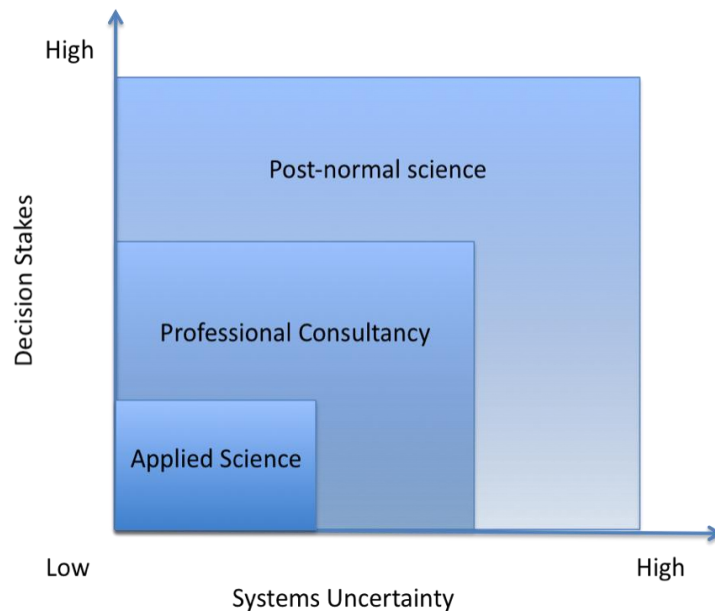 High
Post-normal science
Decision Stakes
Professional Consultancy
Applied Science
Low
High
Systems Uncertainty